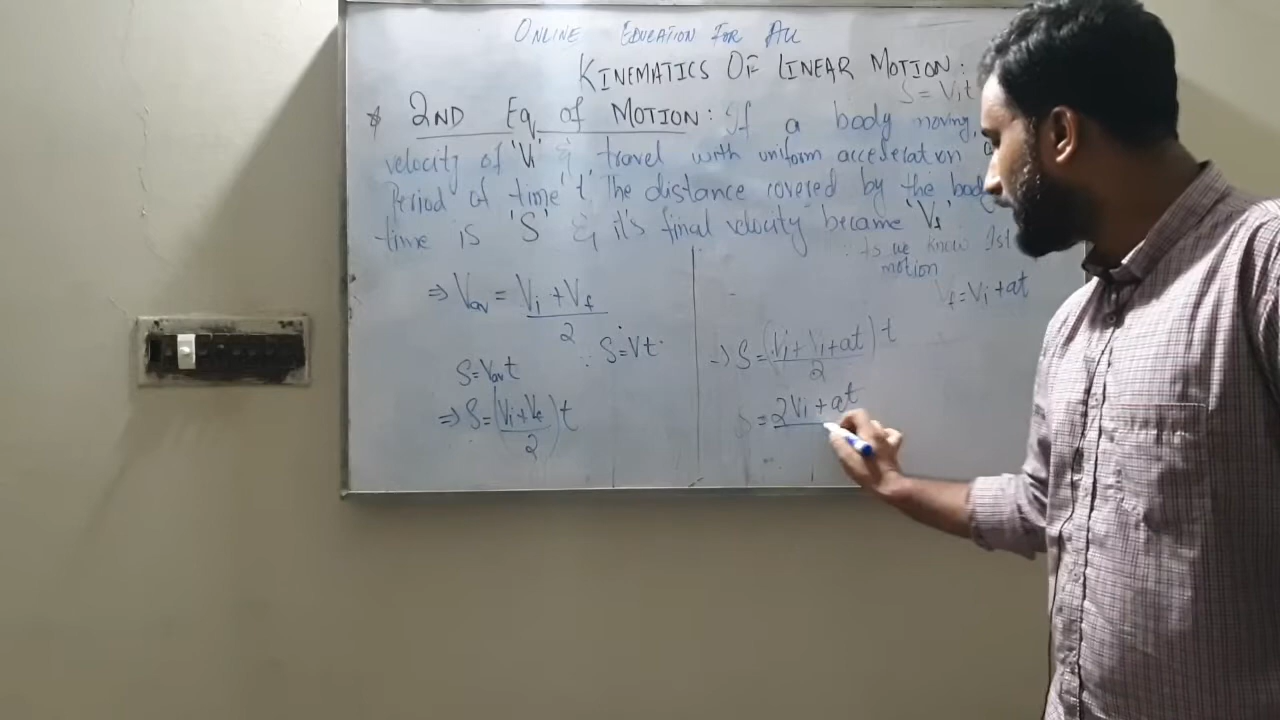 ONLINE EDUCATION FOR ALL
KINEMATICS OF LINEAR MOTION:
S = Vit
* 2ND Eq of MOTION: If a body moving
velocity of 'Vi' & travel with uniform acceleration
Period of time 't'. The distance covered by the body
time is 'S' & it's final velocity became 'Vf'
∵ As we know 1st
motion
Vf = Vi + at
⇒ Vav = Vi + Vf / 2
∵ S = Vt
S = Vav t
⇒ S = (Vi + Vf / 2) t
⇒ S = (Vi + Vi + at / 2) t
S = 2Vi + at